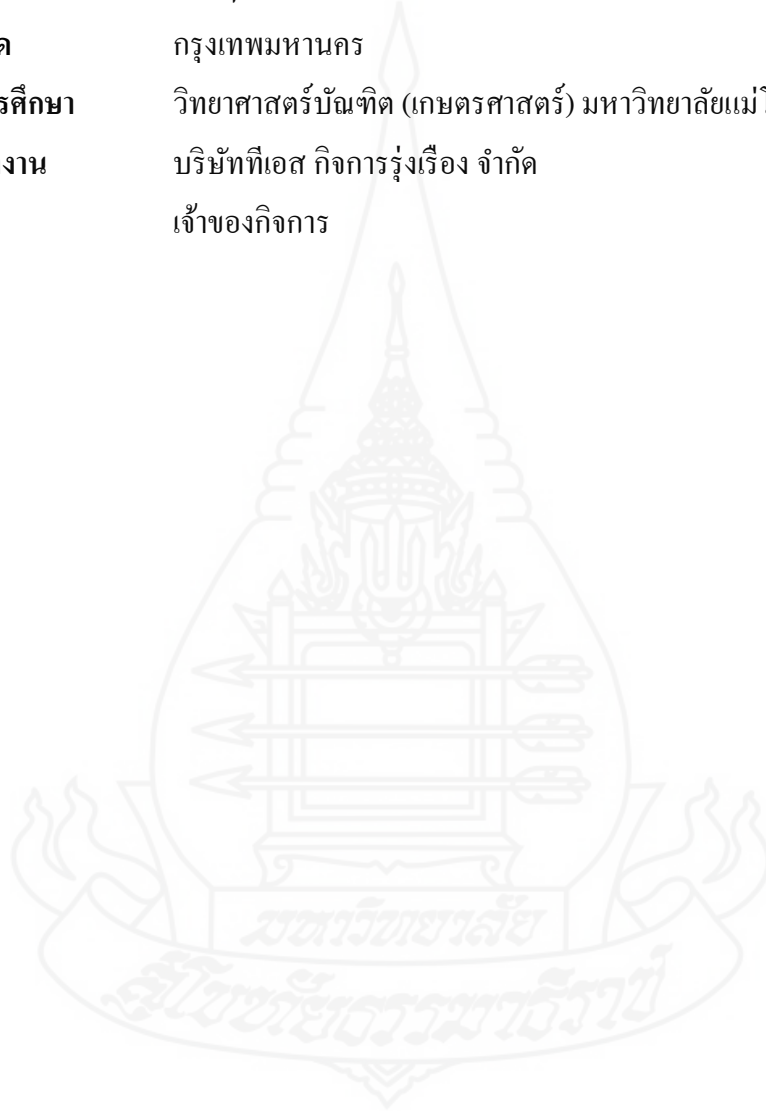 ด กรุงเทพมหานคร
รศึกษา วิทยาศาสตร์บัณฑิต (เกษตรศาสตร์) มหาวิทยาลัยแม่โ
งาน บริษัททีเอส กิจการรุ่งเรือง จำกัด
เจ้าของกิจการ
มหาวิทยาลัย
สุโขทัยธรรมาธิราช